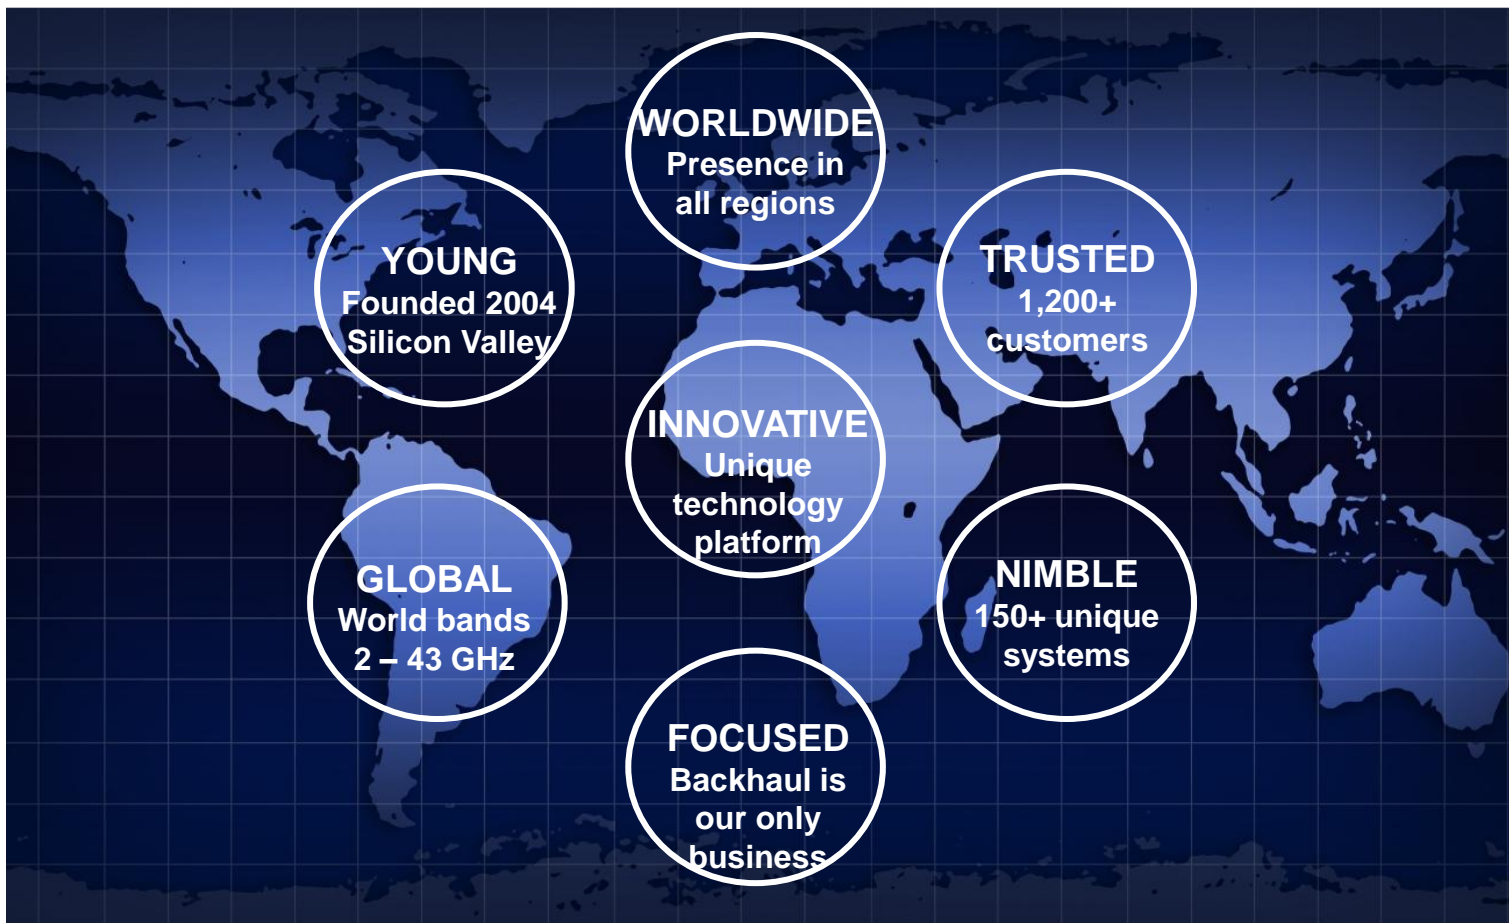 WORLDWIDE
Presence in
all regions
YOUNG
Founded 2004
Silicon Valley
TRUSTED
1,200+
customers
INNOVATIVE
Unique
technology
platform
GLOBAL
World bands
2 – 43 GHz
NIMBLE
150+ unique
systems
FOCUSED
Backhaul is
our only
business